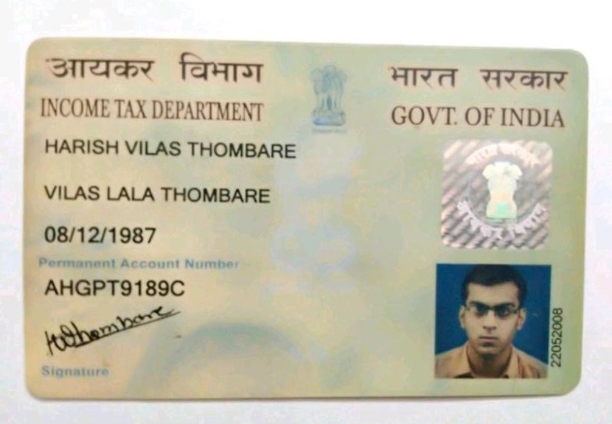 आयकर विभाग
भारत सरकार
INCOME TAX DEPARTMENT
GOVT. OF INDIA
HARISH VILAS THOMBARE
VILAS LALA THOMBARE
08/12/1987
Permanent Account Number
AHGPT9189C
HVThombare
Signature
22052008